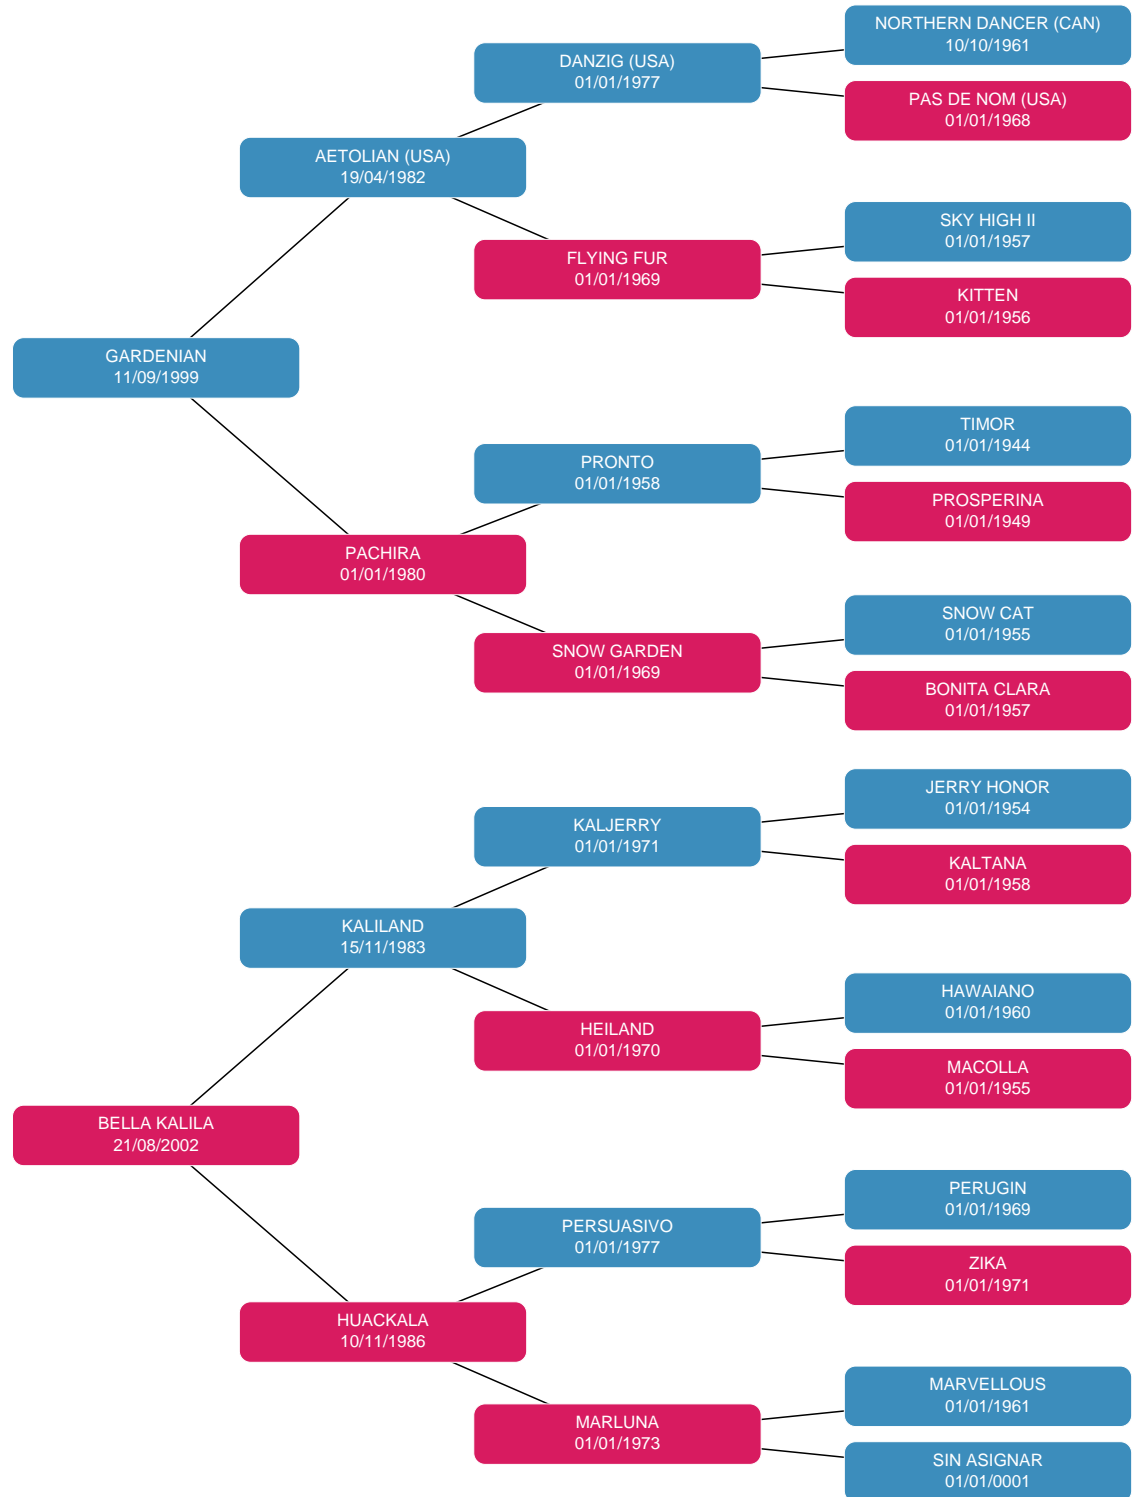 NORTHERN DANCER (CAN)
10/10/1961
DANZIG (USA)
01/01/1977
PAS DE NOM (USA)
01/01/1968
AETOLIAN (USA)
19/04/1982
SKY HIGH II
01/01/1957
FLYING FUR
01/01/1969
KITTEN
01/01/1956
GARDENIAN
11/09/1999
TIMOR
01/01/1944
PRONTO
01/01/1958
PROSPERINA
01/01/1949
PACHIRA
01/01/1980
SNOW CAT
01/01/1955
SNOW GARDEN
01/01/1969
BONITA CLARA
01/01/1957
JERRY HONOR
01/01/1954
KALJERRY
01/01/1971
KALTANA
01/01/1958
KALILAND
15/11/1983
HAWAIANO
01/01/1960
HEILAND
01/01/1970
MACOLLA
01/01/1955
BELLA KALILA
21/08/2002
PERUGIN
01/01/1969
PERSUASIVO
01/01/1977
ZIKA
01/01/1971
HUACKALA
10/11/1986
MARVELLOUS
01/01/1961
MARLUNA
01/01/1973
SIN ASIGNAR
01/01/0001